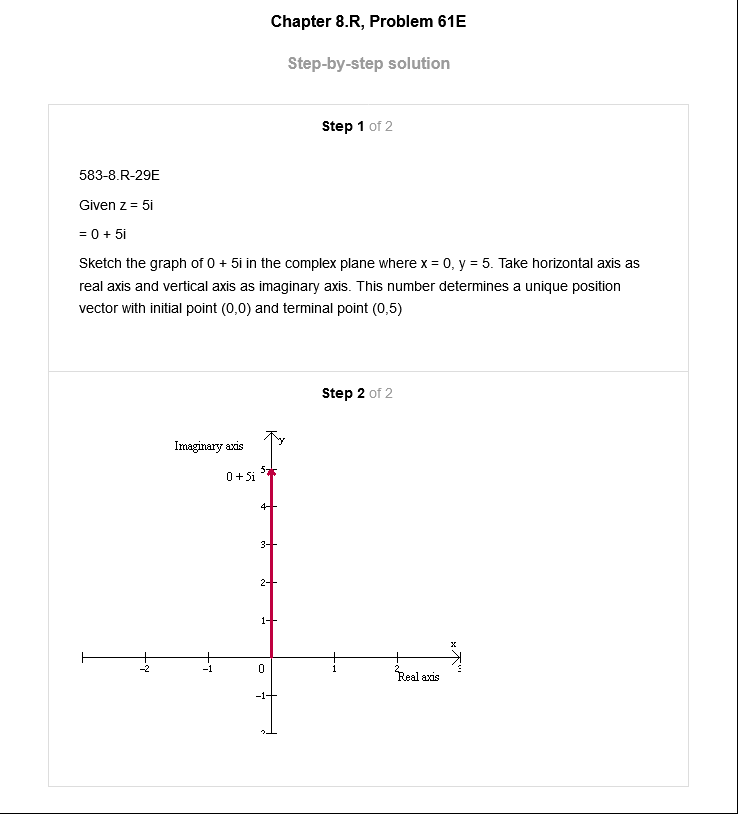 Chapter 8.R, Problem 61E
Step-by-step solution
Step 1 of 2
583-8.R-29E
Given z = 5i
= 0 + 5i
Sketch the graph of 0 + 5i in the complex plane where x = 0, y = 5. Take horizontal axis as
real axis and vertical axis as imaginary axis. This number determines a unique position
vector with initial point (0,0) and terminal point (0,5)
Step 2 of 2
Imaginary axis
y
5
0 + 5i
4
3
2
1
x
-2 -1 0 1 2
Real axis
-1